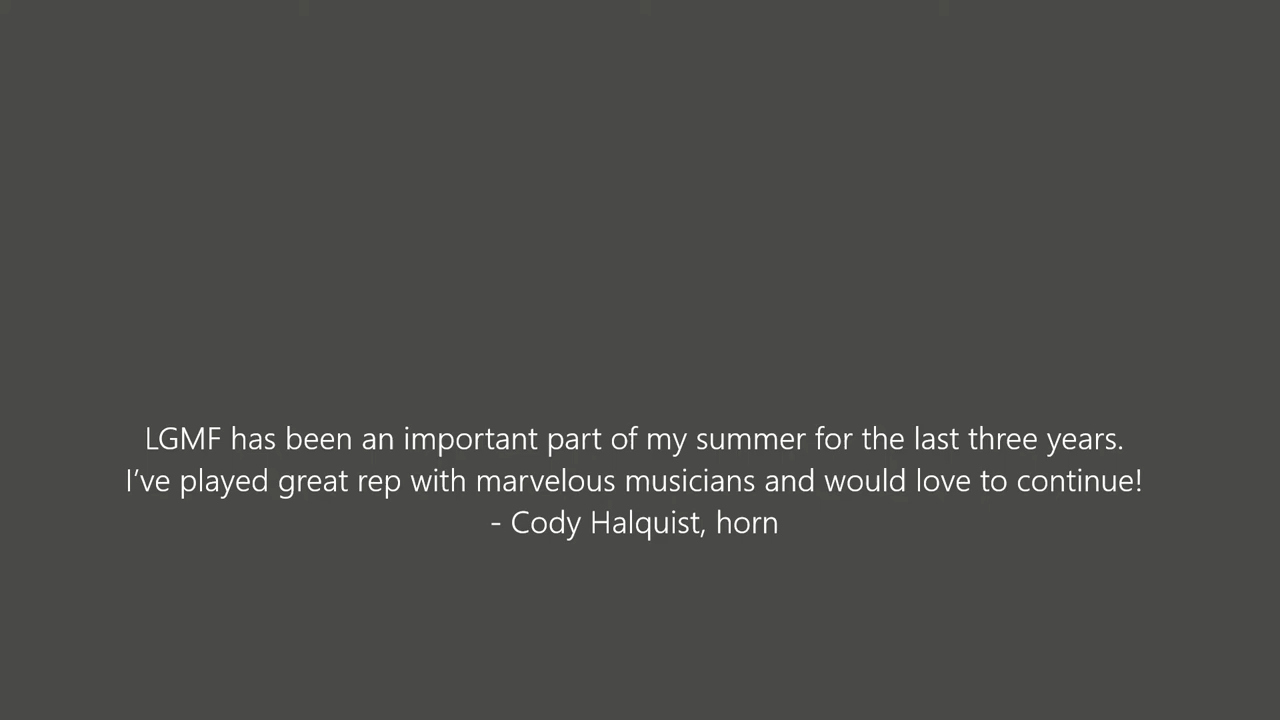 LGMF has been an important part of my summer for the last three years.
I’ve played great rep with marvelous musicians and would love to continue!
- Cody Halquist, horn